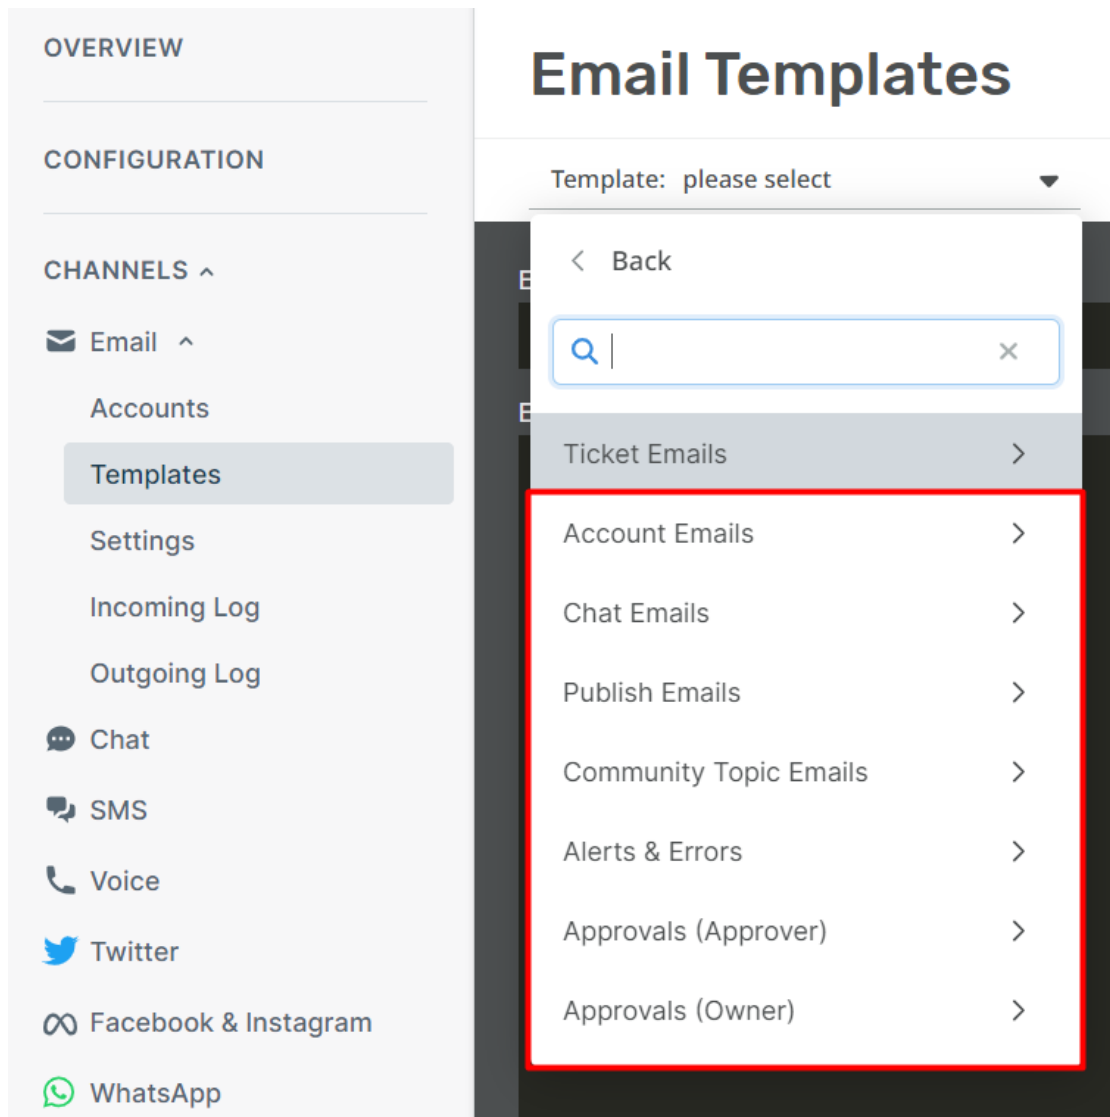 OVERVIEW
CONFIGURATION
CHANNELS
Email
Accounts
Templates
Settings
Incoming Log
Outgoing Log
Chat
SMS
Voice
Twitter
Facebook & Instagram
WhatsApp
Email Templates
Template: please select
Back
Ticket Emails
Account Emails
Chat Emails
Publish Emails
Community Topic Emails
Alerts & Errors
Approvals (Approver)
Approvals (Owner)